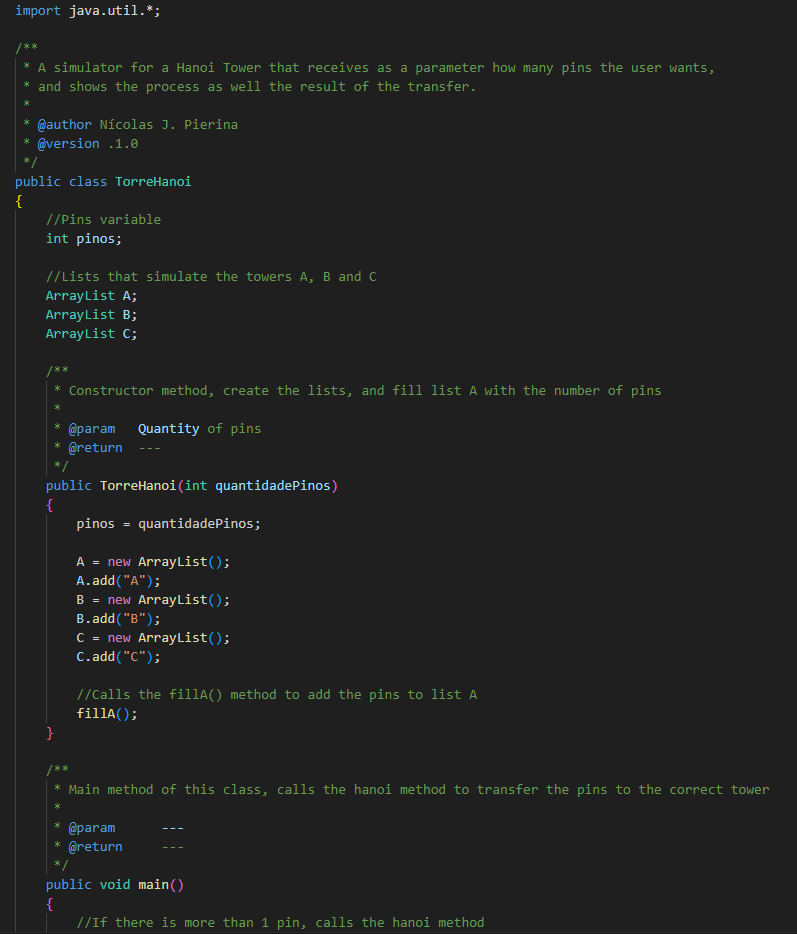 import java.util.*;
/**
* A simulator for a Hanoi Tower that receives as a parameter how many pins the user wants,
* and shows the process as well the result of the transfer.
*
* @author Nícolas J. Pierina
* @version .1.0
*/
public class TorreHanoi
{
//Pins variable
int pinos;
//Lists that simulate the towers A, B and C
ArrayList A;
ArrayList B;
ArrayList C;
/**
* Constructor method, create the lists, and fill list A with the number of pins
*
* @param   Quantity of pins
* @return  ---
*/
public TorreHanoi(int quantidadePinos)
{
pinos = quantidadePinos;
A = new ArrayList();
A.add("A");
B = new ArrayList();
B.add("B");
C = new ArrayList();
C.add("C");
//Calls the fillA() method to add the pins to list A
fillA();
}
/**
* Main method of this class, calls the hanoi method to transfer the pins to the correct tower
*
* @param      ---
* @return     ---
*/
public void main()
{
//If there is more than 1 pin, calls the hanoi method